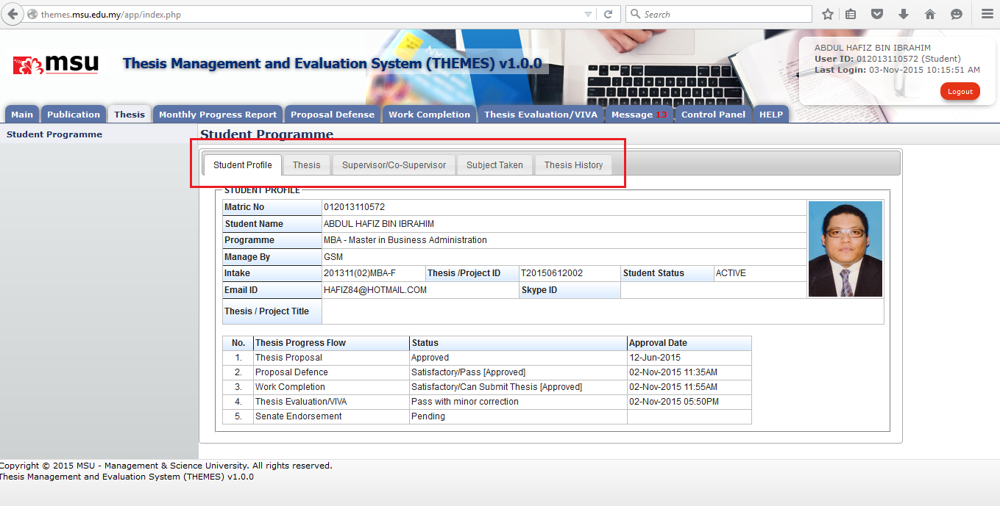 themes.msu.edu.my/app/index.php
Search
msu
Thesis Management and Evaluation System (THEMES) v1.0.0
ABDUL HAFIZ BIN IBRAHIM
User ID: 012013110572 (Student)
Last Login: 03-Nov-2015 10:15:51 AM
Logout
Main Publication Thesis Monthly Progress Report Proposal Defense Work Completion Thesis Evaluation/VIVA Message 13 Control Panel HELP
Student Programme
Student Programme
Student Profile Thesis Supervisor/Co-Supervisor Subject Taken Thesis History
STUDENT PROFILE
Matric No 012013110572
Student Name ABDUL HAFIZ BIN IBRAHIM
Programme MBA - Master in Business Administration
Manage By GSM
Intake 201311(02)MBA-F Thesis /Project ID T20150612002 Student Status ACTIVE
Email ID HAFIZ84@HOTMAIL.COM Skype ID
Thesis / Project Title
No. Thesis Progress Flow Status Approval Date
1. Thesis Proposal Approved 12-Jun-2015
2. Proposal Defence Satisfactory/Pass [Approved] 02-Nov-2015 11:35AM
3. Work Completion Satisfactory/Can Submit Thesis [Approved] 02-Nov-2015 11:55AM
4. Thesis Evaluation/VIVA Pass with minor correction 02-Nov-2015 05:50PM
5. Senate Endorsement Pending
Copyright © 2015 MSU - Management & Science University. All rights reserved.
Thesis Management and Evaluation System (THEMES) v1.0.0